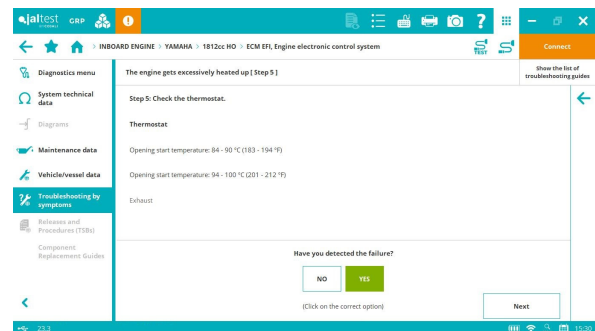 jaltest GRP
INBOARD ENGINE > YAMAHA > 1812cc HO > ECM EFI, Engine electronic control system
TEST
Connect
Diagnostics menu
System technical data
Diagrams
Maintenance data
Vehicle/vessel data
Troubleshooting by symptoms
Releases and Procedures (TSBs)
Component Replacement Guides
The engine gets excessively heated up [ Step 5 ]
Show the list of troubleshooting guides
Step 5: Check the thermostat.
Thermostat
Opening start temperature: 84 - 90 °C (183 - 194 °F)
Opening start temperature: 94 - 100 °C (201 - 212 °F)
Exhaust
Have you detected the failure?
NO
YES
(Click on the correct option)
Next
23.3
15:30